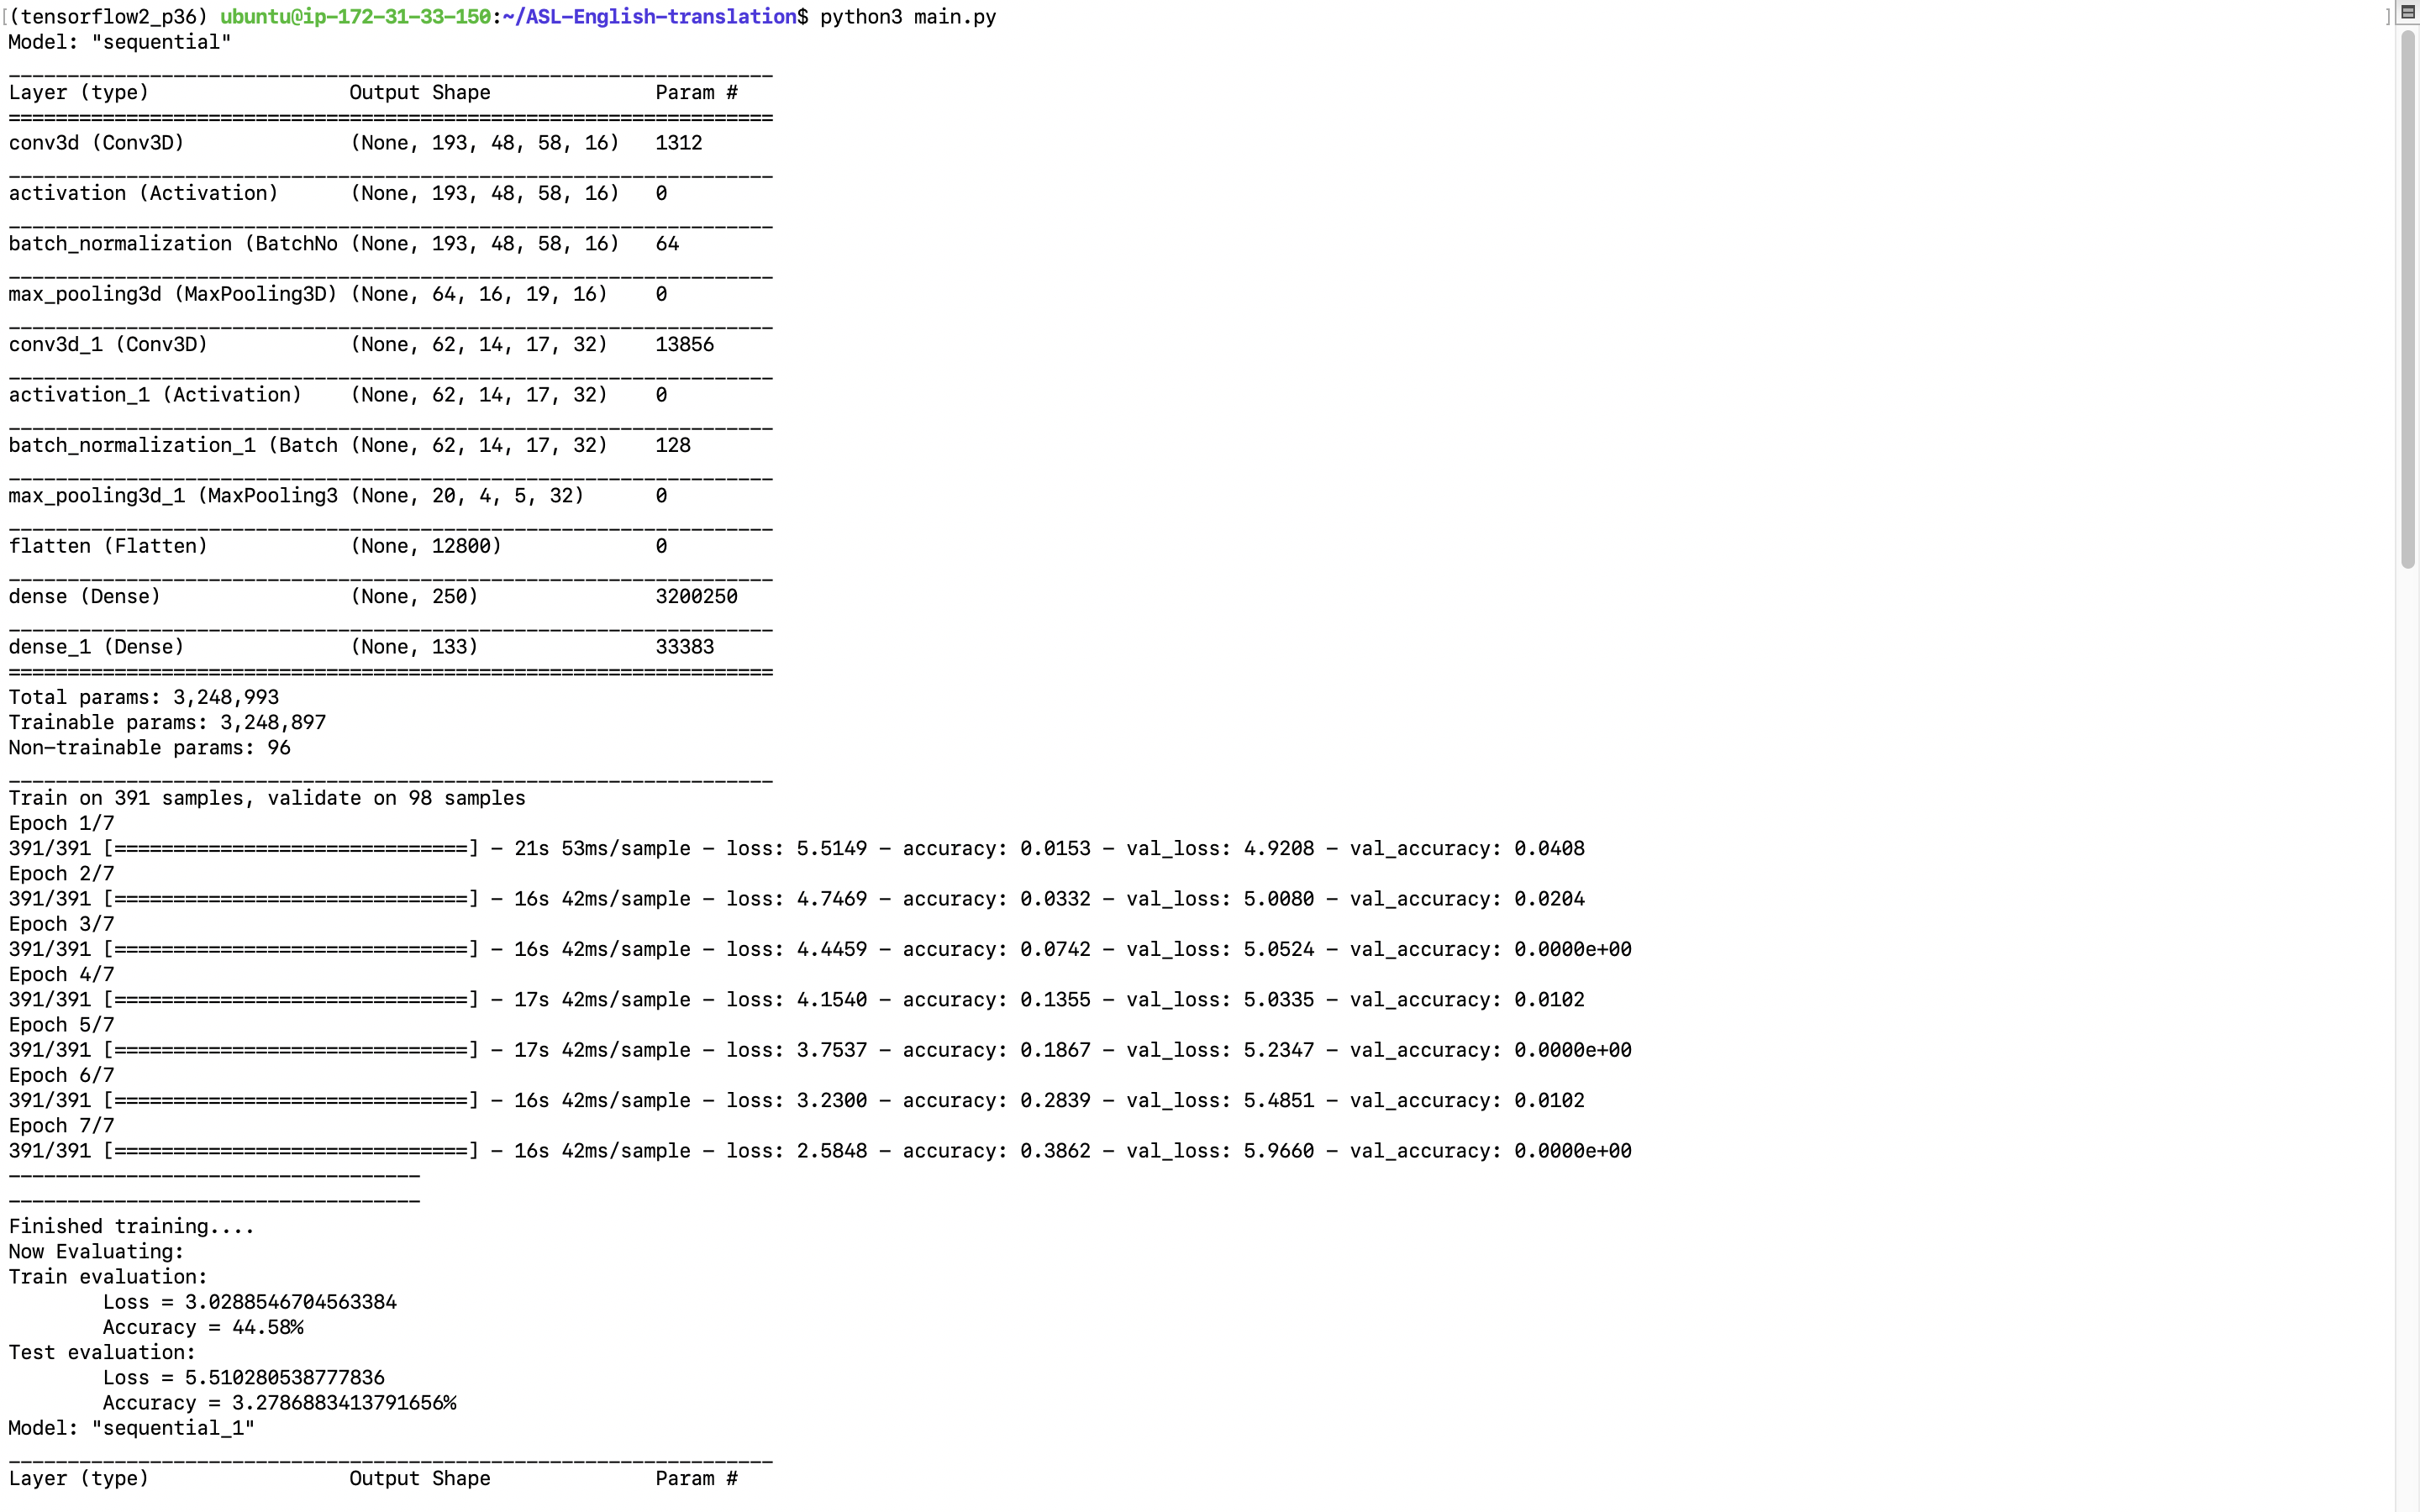 [(tensorflow2_p36) ubuntu@ip-172-31-33-150:~/ASL-English-translation$ python3 main.py ]
Model: "sequential"
_________________________________________________________________
Layer (type)                 Output Shape              Param #
=================================================================
conv3d (Conv3D)              (None, 193, 48, 58, 16)   1312
_________________________________________________________________
activation (Activation)      (None, 193, 48, 58, 16)   0
_________________________________________________________________
batch_normalization (BatchNo (None, 193, 48, 58, 16)   64
_________________________________________________________________
max_pooling3d (MaxPooling3D) (None, 64, 16, 19, 16)    0
_________________________________________________________________
conv3d_1 (Conv3D)            (None, 62, 14, 17, 32)    13856
_________________________________________________________________
activation_1 (Activation)    (None, 62, 14, 17, 32)    0
_________________________________________________________________
batch_normalization_1 (Batch (None, 62, 14, 17, 32)    128
_________________________________________________________________
max_pooling3d_1 (MaxPooling3 (None, 20, 4, 5, 32)      0
_________________________________________________________________
flatten (Flatten)            (None, 12800)             0
_________________________________________________________________
dense (Dense)                (None, 250)               3200250
_________________________________________________________________
dense_1 (Dense)              (None, 133)               33383
=================================================================
Total params: 3,248,993
Trainable params: 3,248,897
Non-trainable params: 96
_________________________________________________________________
Train on 391 samples, validate on 98 samples
Epoch 1/7
391/391 [==============================] - 21s 53ms/sample - loss: 5.5149 - accuracy: 0.0153 - val_loss: 4.9208 - val_accuracy: 0.0408
Epoch 2/7
391/391 [==============================] - 16s 42ms/sample - loss: 4.7469 - accuracy: 0.0332 - val_loss: 5.0080 - val_accuracy: 0.0204
Epoch 3/7
391/391 [==============================] - 16s 42ms/sample - loss: 4.4459 - accuracy: 0.0742 - val_loss: 5.0524 - val_accuracy: 0.0000e+00
Epoch 4/7
391/391 [==============================] - 17s 42ms/sample - loss: 4.1540 - accuracy: 0.1355 - val_loss: 5.0335 - val_accuracy: 0.0102
Epoch 5/7
391/391 [==============================] - 17s 42ms/sample - loss: 3.7537 - accuracy: 0.1867 - val_loss: 5.2347 - val_accuracy: 0.0000e+00
Epoch 6/7
391/391 [==============================] - 16s 42ms/sample - loss: 3.2300 - accuracy: 0.2839 - val_loss: 5.4851 - val_accuracy: 0.0102
Epoch 7/7
391/391 [==============================] - 16s 42ms/sample - loss: 2.5848 - accuracy: 0.3862 - val_loss: 5.9660 - val_accuracy: 0.0000e+00
-----------------------------------
-----------------------------------
Finished training....
Now Evaluating:
Train evaluation:
        Loss = 3.0288546704563384
        Accuracy = 44.58%
Test evaluation:
        Loss = 5.510280538777836
        Accuracy = 3.2786883413791656%
Model: "sequential_1"
_________________________________________________________________
Layer (type)                 Output Shape              Param #